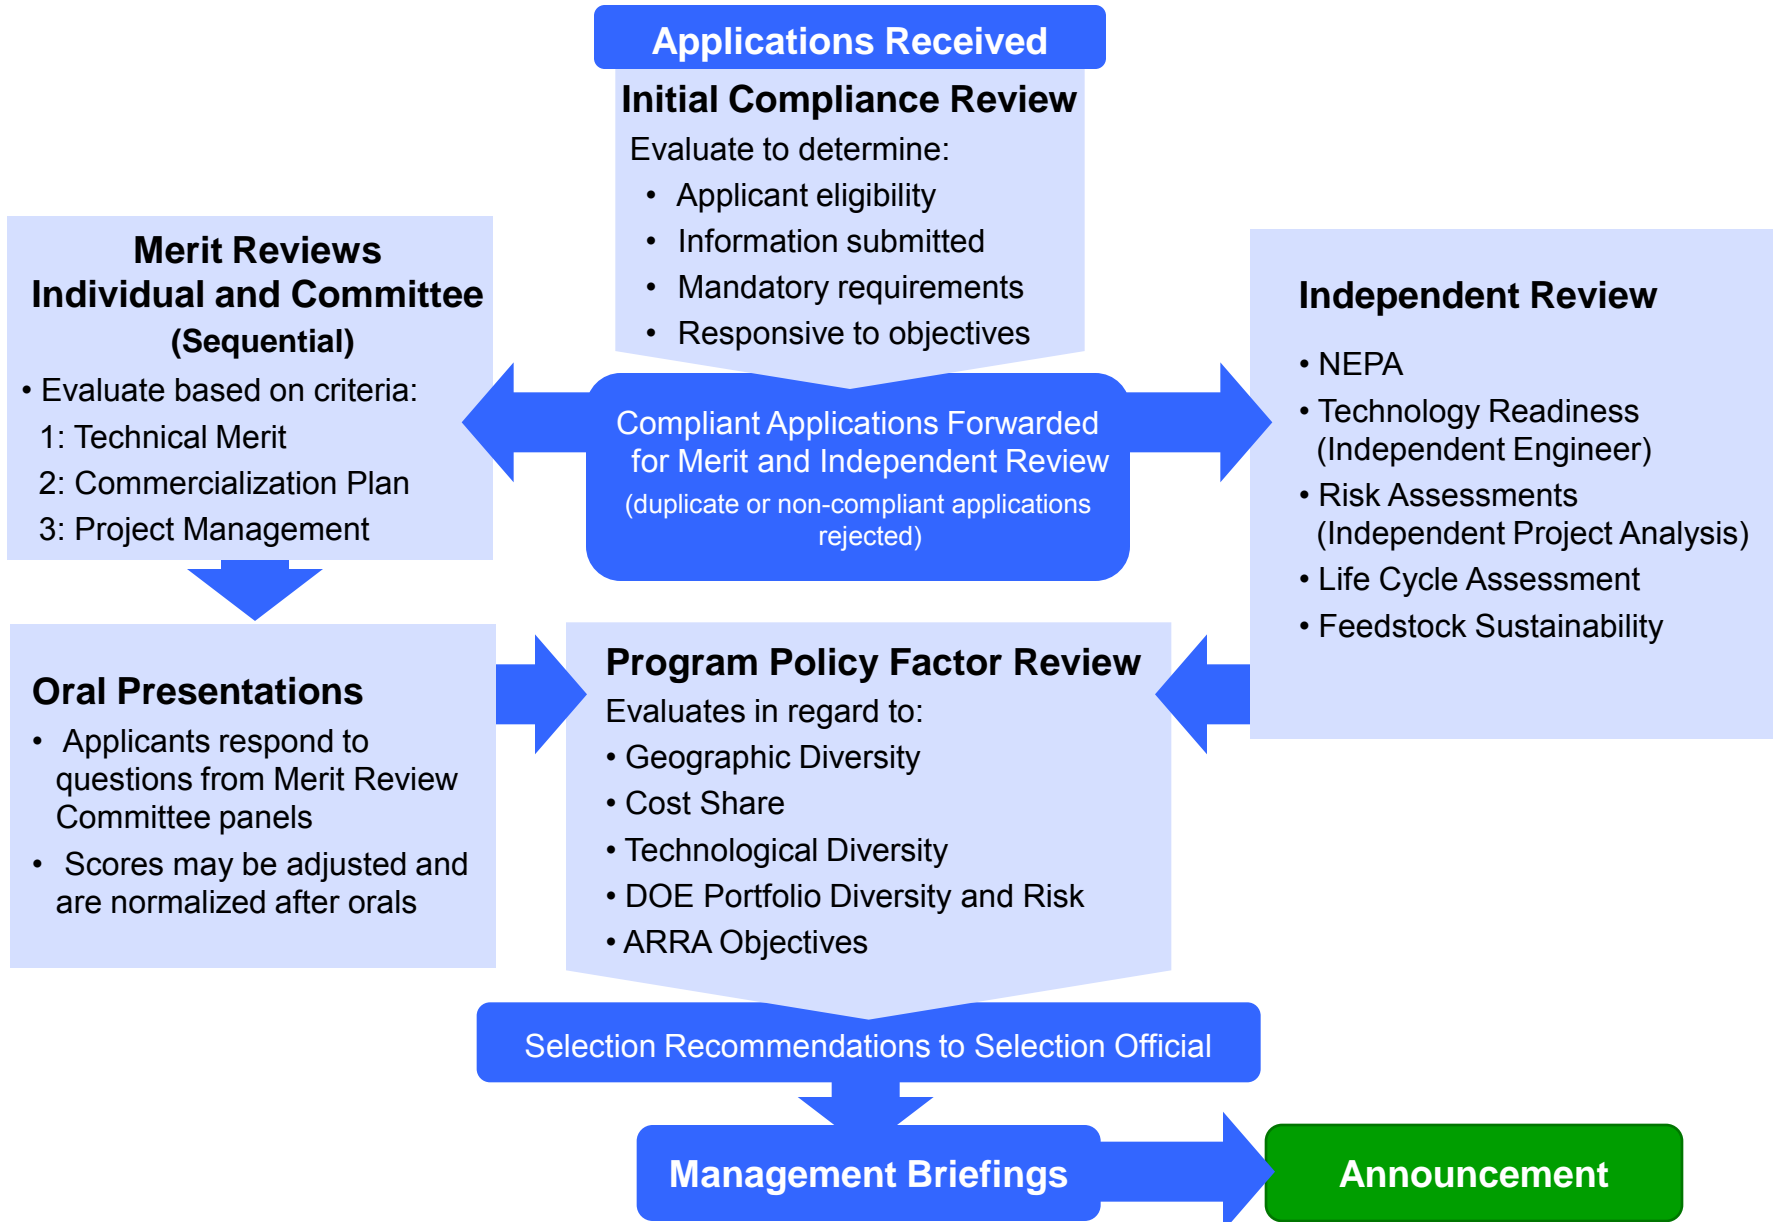 Applications Received
Initial Compliance Review
Evaluate to determine:
• Applicant eligibility
• Information submitted
• Mandatory requirements
• Responsive to objectives
Merit Reviews
Individual and Committee
(Sequential)
• Evaluate based on criteria:
1: Technical Merit
2: Commercialization Plan
3: Project Management
Compliant Applications Forwarded
for Merit and Independent Review
(duplicate or non-compliant applications
rejected)
Independent Review
• NEPA
• Technology Readiness
(Independent Engineer)
• Risk Assessments
(Independent Project Analysis)
• Life Cycle Assessment
• Feedstock Sustainability
Oral Presentations
• Applicants respond to
questions from Merit Review
Committee panels
• Scores may be adjusted and
are normalized after orals
Program Policy Factor Review
Evaluates in regard to:
• Geographic Diversity
• Cost Share
• Technological Diversity
• DOE Portfolio Diversity and Risk
• ARRA Objectives
Selection Recommendations to Selection Official
Management Briefings
Announcement